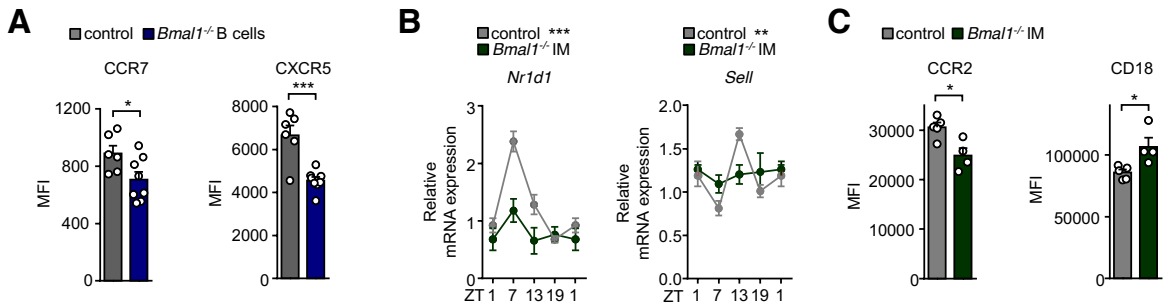 A
control Bmal1-/- B cells
CCR7
*
MFI
1200
800
400
0
CXCR5
***
MFI
8000
6000
4000
2000
0
B
control ***
Bmal1-/- IM
Nr1d1
Relative
mRNA expression
3
2
1
0
ZT 1 7 13 19 1
control **
Bmal1-/- IM
Sell
Relative
mRNA expression
2.0
1.5
1.0
0.5
0.0
ZT 1 7 13 19 1
C
control Bmal1-/- IM
CCR2
*
MFI
30000
20000
10000
0
CD18
*
MFI
100000
50000
0